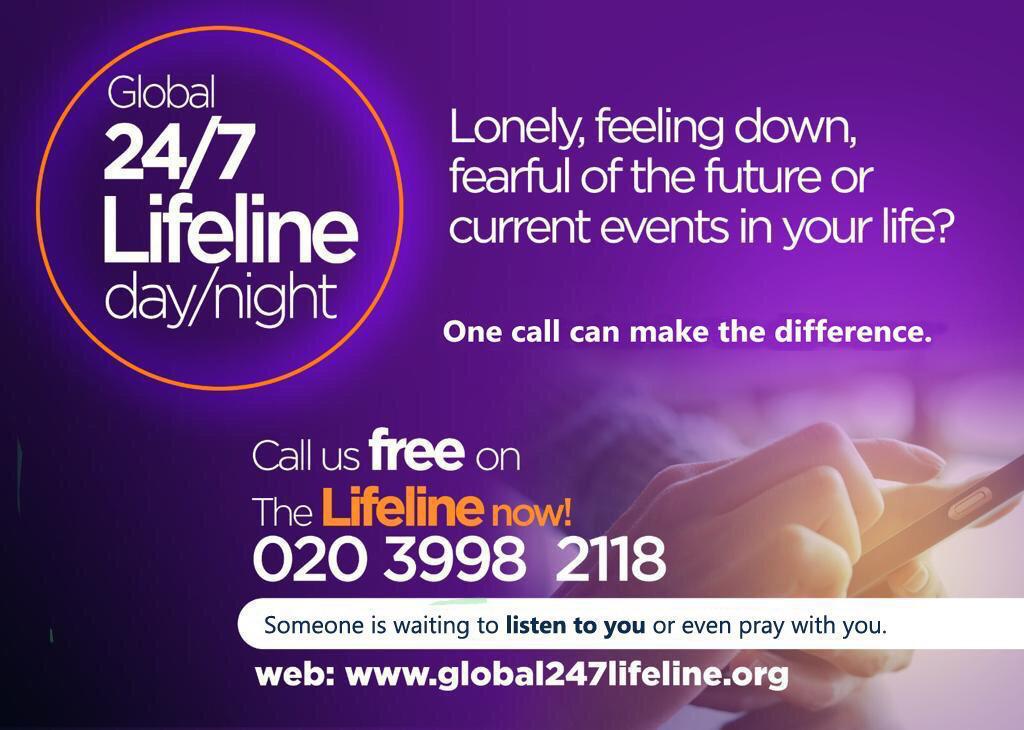 Global
24/7
Lifeline
day/night
Lonely, feeling down,
fearful of the future or
current events in your life?
One call can make the difference.
Call us free on
The Lifeline now!
020 3998 2118
Someone is waiting to listen to you or even pray with you.
web: www.global247lifeline.org